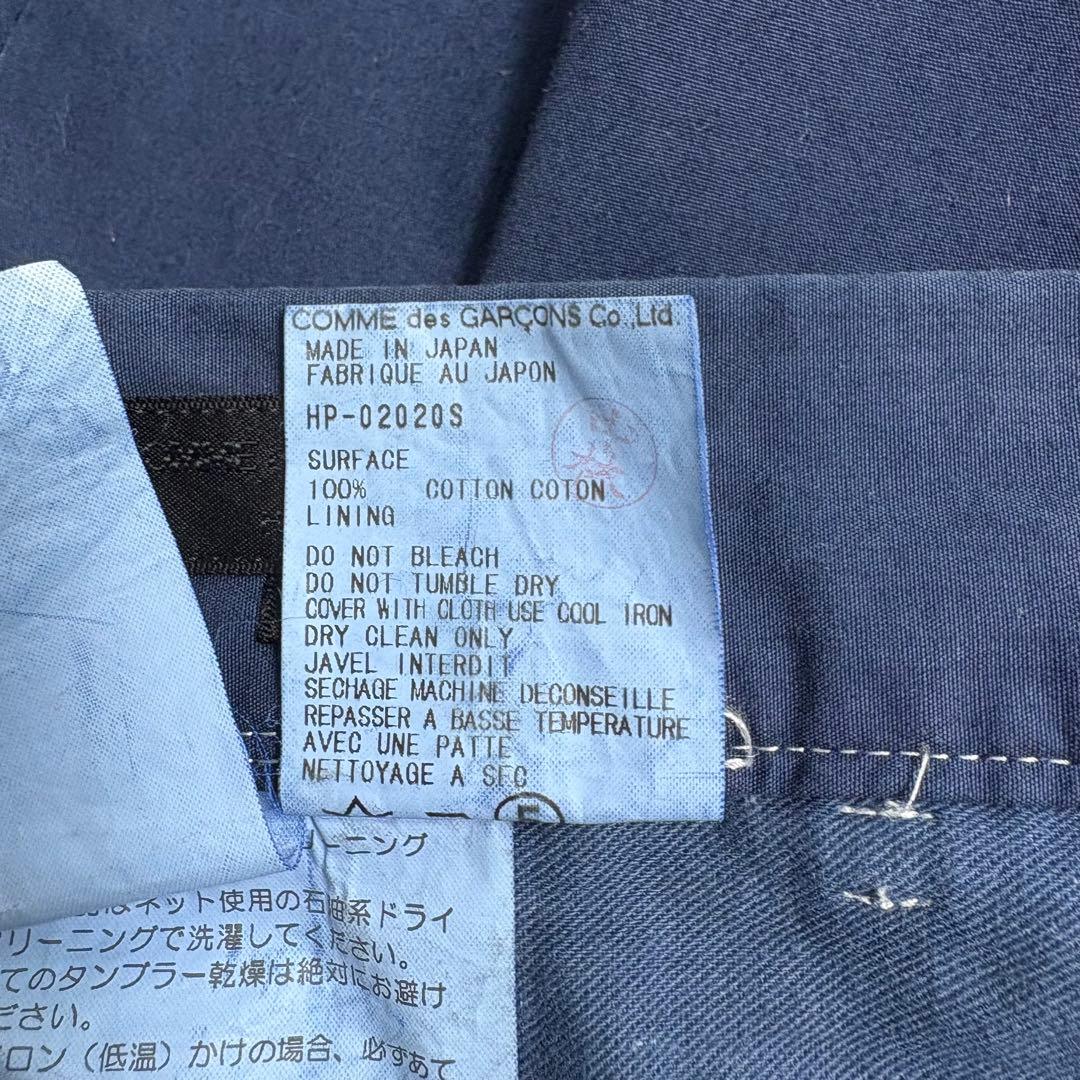 COMME des GARÇONS Co.,Ltd.
MADE IN JAPAN
FABRIQUE AU JAPON
HP-02020S
SURFACE
100% COTTON COTON
LINING
DO NOT BLEACH
DO NOT TUMBLE DRY
COVER WITH CLOTH USE COOL IRON
DRY CLEAN ONLY
JAVEL INTERDIT
SECHAGE MACHINE DECONSEILLE
REPASSER A BASSE TEMPERATURE
AVEC UNE PATTE
NETTOYAGE A SEC
ーニング
はネット使用の石油系ドライ
リーニングで洗濯してください。
てのタンブラー乾燥は絶対にお避け
ださい。
イロン(低温)かけの場合、必ずあて